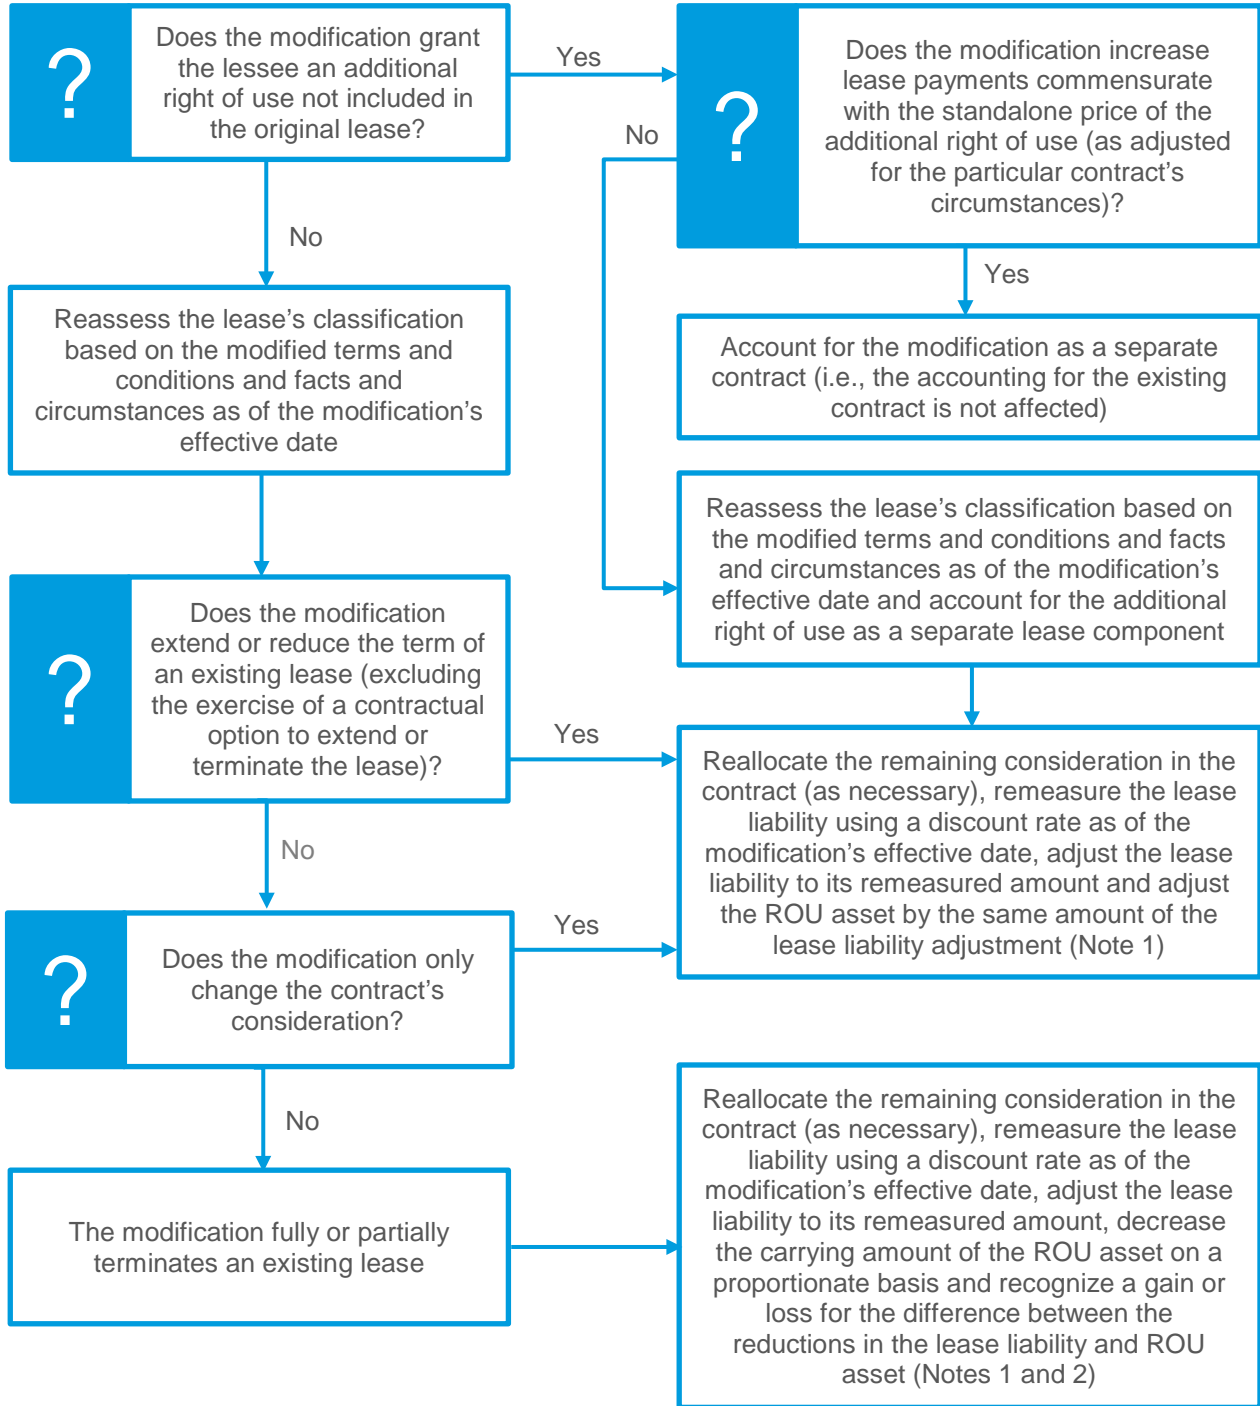 ?
Does the modification grant
the lessee an additional
right of use not included in
the original lease?
Yes
?
Does the modification increase
lease payments commensurate
with the standalone price of the
additional right of use (as adjusted
for the particular contract's
circumstances)?
No
No
Yes
Account for the modification as a separate
contract (i.e., the accounting for the existing
contract is not affected)
Reassess the lease's classification
based on the modified terms and
conditions and facts and
circumstances as of the modification's
effective date
Reassess the lease's classification based on
the modified terms and conditions and facts
and circumstances as of the modification's
effective date and account for the additional
right of use as a separate lease component
?
Does the modification
extend or reduce the term of
an existing lease (excluding
the exercise of a contractual
option to extend or
terminate the lease)?
Yes
Reallocate the remaining consideration in the
contract (as necessary), remeasure the lease
liability using a discount rate as of the
modification's effective date, adjust the lease
liability to its remeasured amount and adjust
the ROU asset by the same amount of the
lease liability adjustment (Note 1)
No
?
Does the modification only
change the contract's
consideration?
Yes
No
The modification fully or partially
terminates an existing lease
Reallocate the remaining consideration in the
contract (as necessary), remeasure the lease
liability using a discount rate as of the
modification's effective date, adjust the lease
liability to its remeasured amount, decrease
the carrying amount of the ROU asset on a
proportionate basis and recognize a gain or
loss for the difference between the
reductions in the lease liability and ROU
asset (Notes 1 and 2)